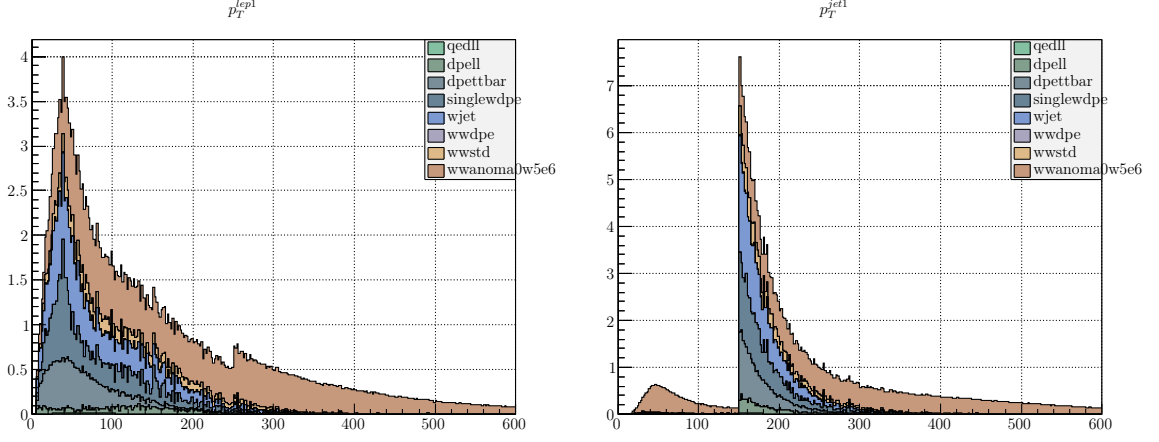 p_T^{lep1}
4
3.5
3
2.5
2
1.5
1
0.5
0
0 100 200 300 400 500 600
qedll
dpell
dpettbar
singlewdpe
wjet
wwdpe
wwstd
wwanoma0w5e6
p_T^{jet1}
7
6
5
4
3
2
1
0
0 100 200 300 400 500 600
qedll
dpell
dpettbar
singlewdpe
wjet
wwdpe
wwstd
wwanoma0w5e6